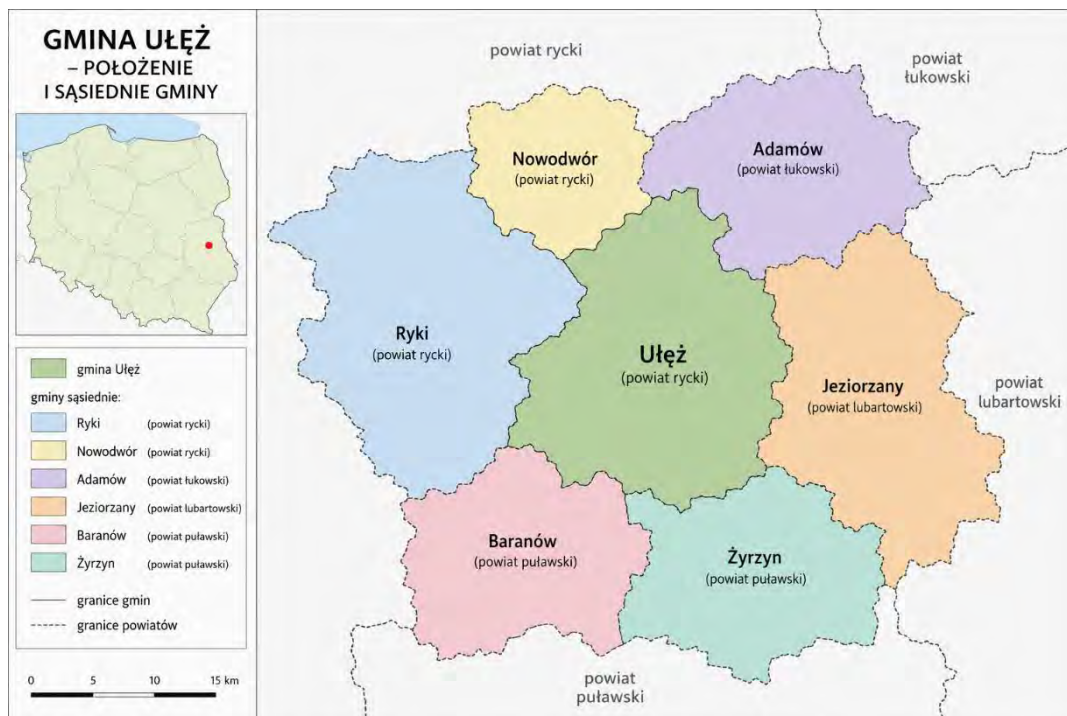 GMINA UŁĘŻ
– POŁOŻENIE
I SĄSIEDNIE GMINY
gmina Ułęż
gminy sąsiednie:
Ryki (powiat rycki)
Nowodwór (powiat rycki)
Adamów (powiat łukowski)
Jeziorzany (powiat lubartowski)
Baranów (powiat puławski)
Żyrzyn (powiat puławski)
granice gmin
granice powiatów
0 5 10 15 km
powiat rycki
powiat
łukowski
Nowodwór
(powiat rycki)
Adamów
(powiat łukowski)
Ryki
(powiat rycki)
Ułęż
(powiat rycki)
Jeziorzany
(powiat lubartowski)
powiat
lubartowski
Baranów
(powiat puławski)
Żyrzyn
(powiat puławski)
powiat
puławski